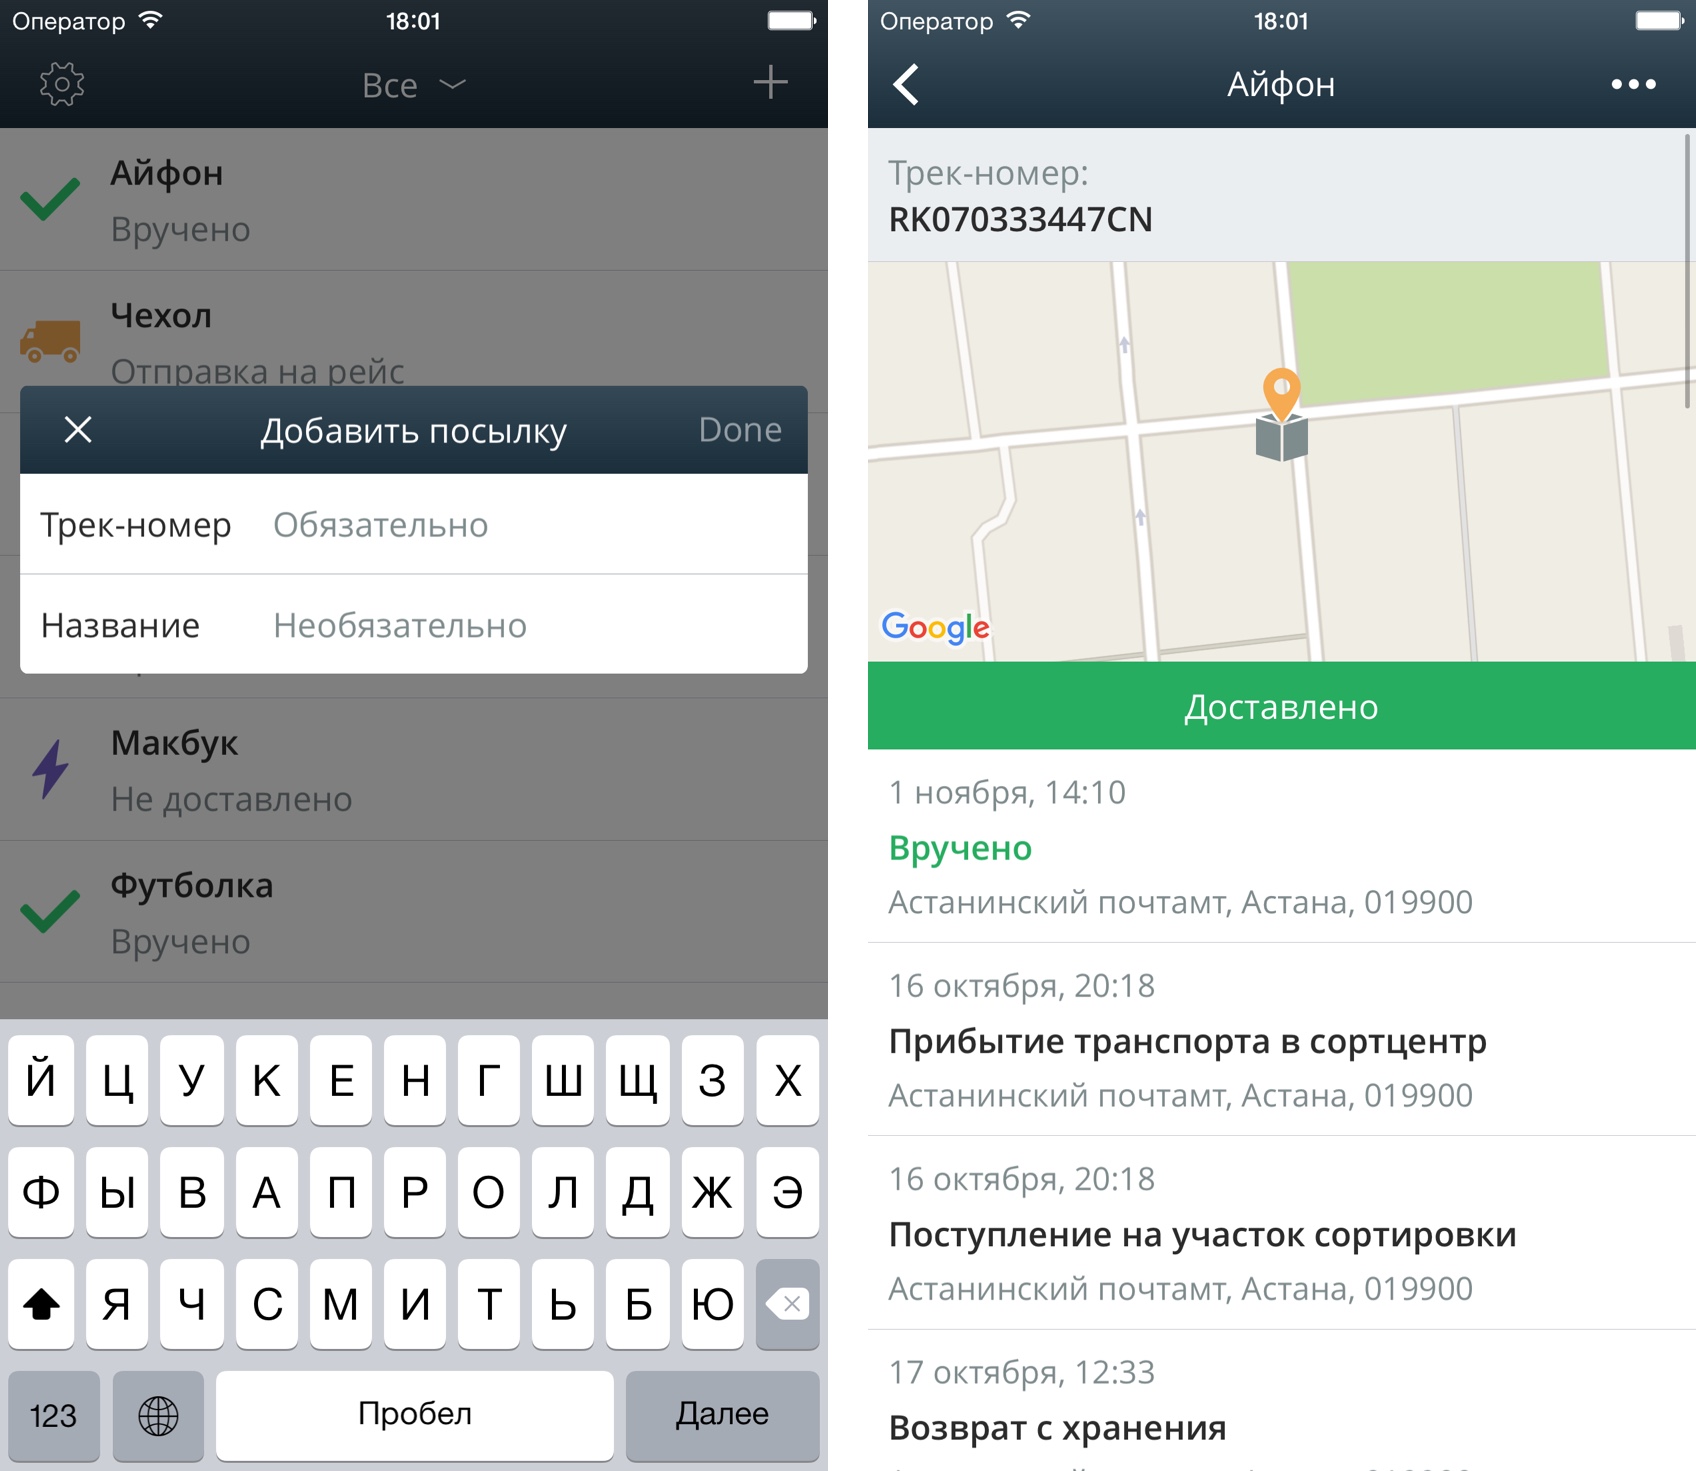 Оператор 18:01
Все
Айфон
Вручено
Чехол
Отправка на рейс
Добавить посылку Done
Трек-номер Обязательно
Название Необязательно
Макбук
Не доставлено
Футболка
Вручено
Й Ц У К Е Н Г Ш Щ З Х
Ф Ы В А П Р О Л Д Ж Э
Я Ч С М И Т Ь Б Ю
123 Пробел Далее
Оператор 18:01
Айфон
Трек-номер:
RK070333447CN
Google
Доставлено
1 ноября, 14:10
Вручено
Астанинский почтамт, Астана, 019900
16 октября, 20:18
Прибытие транспорта в сортцентр
Астанинский почтамт, Астана, 019900
16 октября, 20:18
Поступление на участок сортировки
Астанинский почтамт, Астана, 019900
17 октября, 12:33
Возврат с хранения